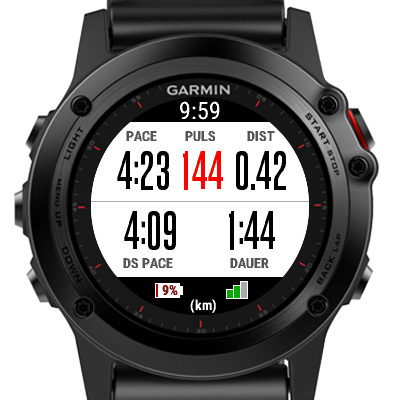 GARMIN
9:59
PACE PULS DIST
4:23 144 0.42
4:09 1:44
DS PACE DAUER
9%
(km)
LIGHT
UP MENU
DOWN
START STOP
BACK LAP